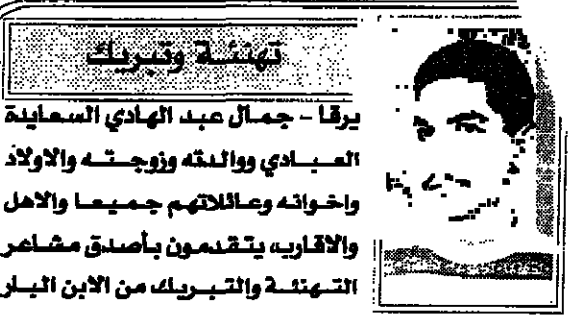 تهنئة وتبريك
يرقا - جمال عبد الهادي السعايدة
العبادي ووالدته وزوجته والاولاد
واخوانه وعائلاتهم جميعا والاهل
والاقارب، يتقدمون بأصدق مشاعر
التهنئة والتبريك من الابن البار